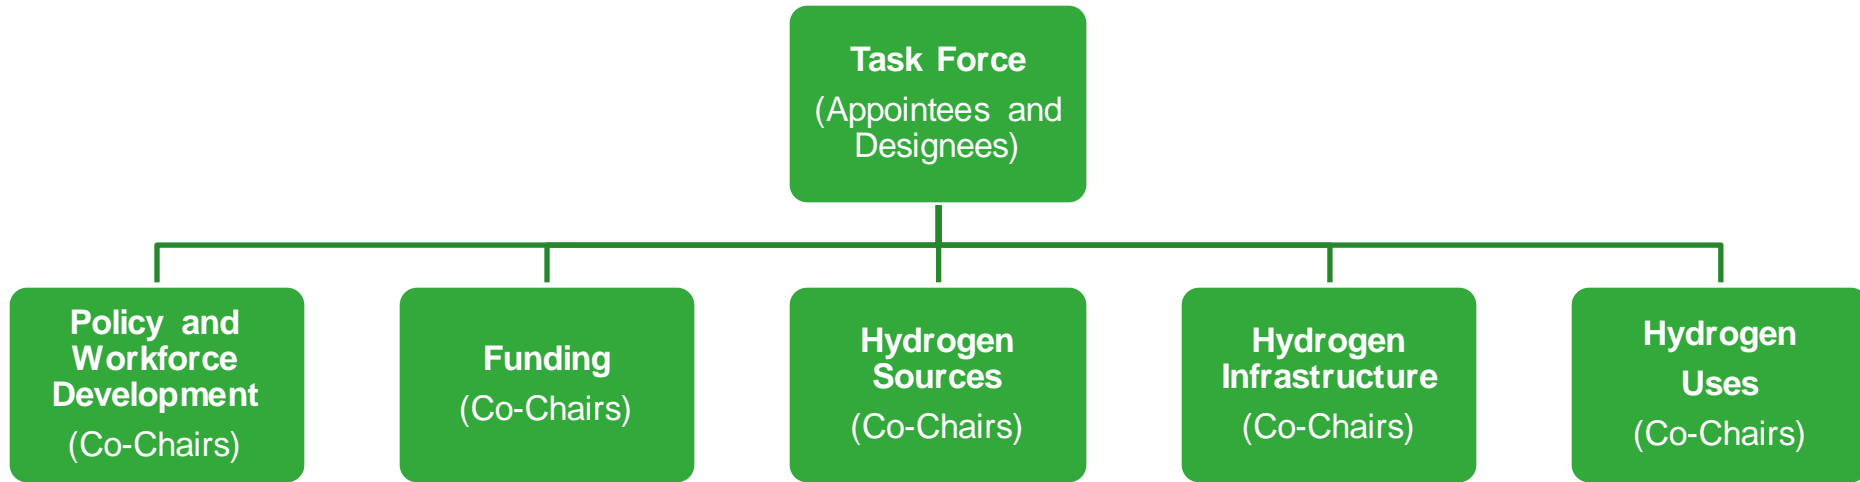 Task Force
(Appointees and
Designees)
Policy and
Workforce
Development
(Co-Chairs)
Funding
(Co-Chairs)
Hydrogen
Sources
(Co-Chairs)
Hydrogen
Infrastructure
(Co-Chairs)
Hydrogen
Uses
(Co-Chairs)